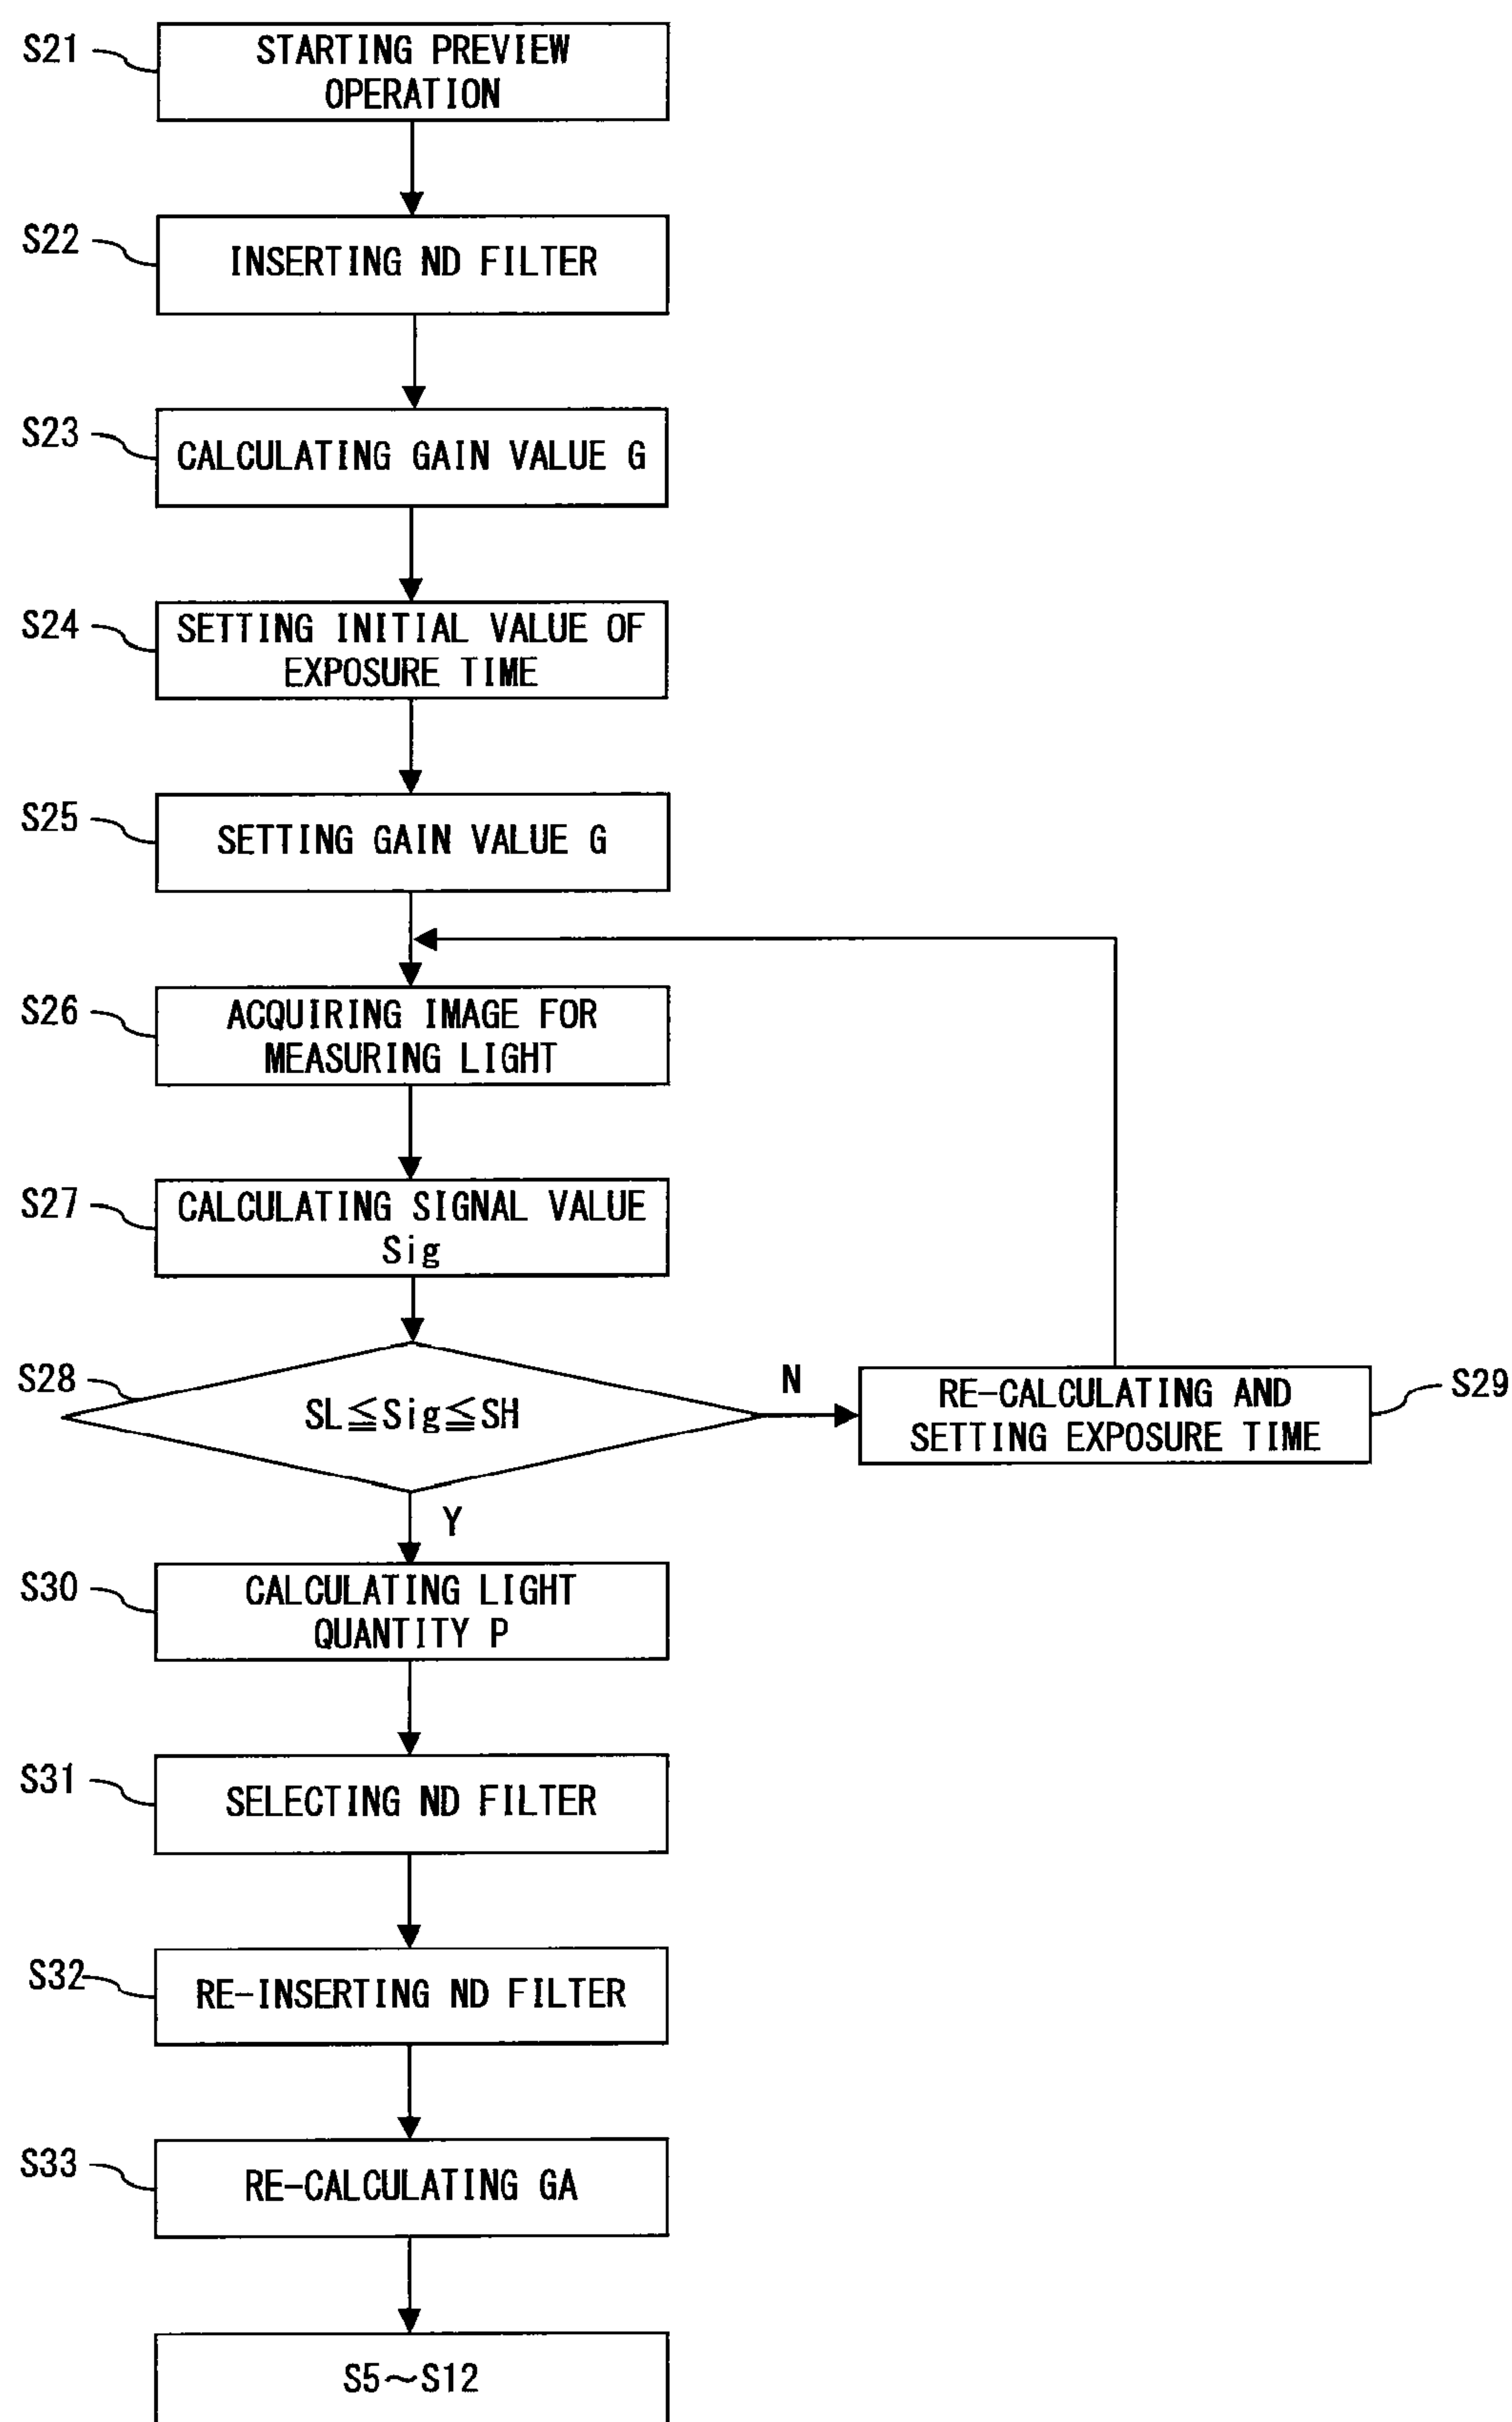 S21
STARTING PREVIEW
OPERATION
S22
INSERTING ND FILTER
S23
CALCULATING GAIN VALUE G
S24
SETTING INITIAL VALUE OF
EXPOSURE TIME
S25
SETTING GAIN VALUE G
S26
ACQUIRING IMAGE FOR
MEASURING LIGHT
S27
CALCULATING SIGNAL VALUE
Sig
S28
SL≦Sig≦SH
N
RE-CALCULATING AND
SETTING EXPOSURE TIME
S29
Y
S30
CALCULATING LIGHT
QUANTITY P
S31
SELECTING ND FILTER
S32
RE-INSERTING ND FILTER
S33
RE-CALCULATING GA
S5~S12